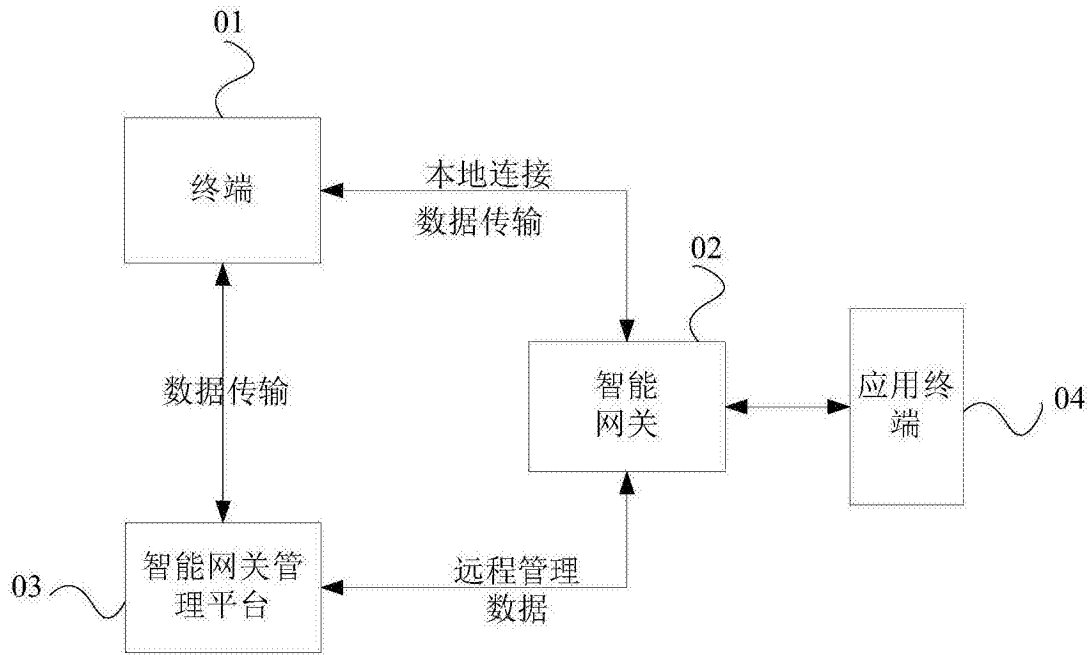 01
终端
本地连接
数据传输
02
智能
网关
应用终
端
04
数据传输
03
智能网关管
理平台
远程管理
数据